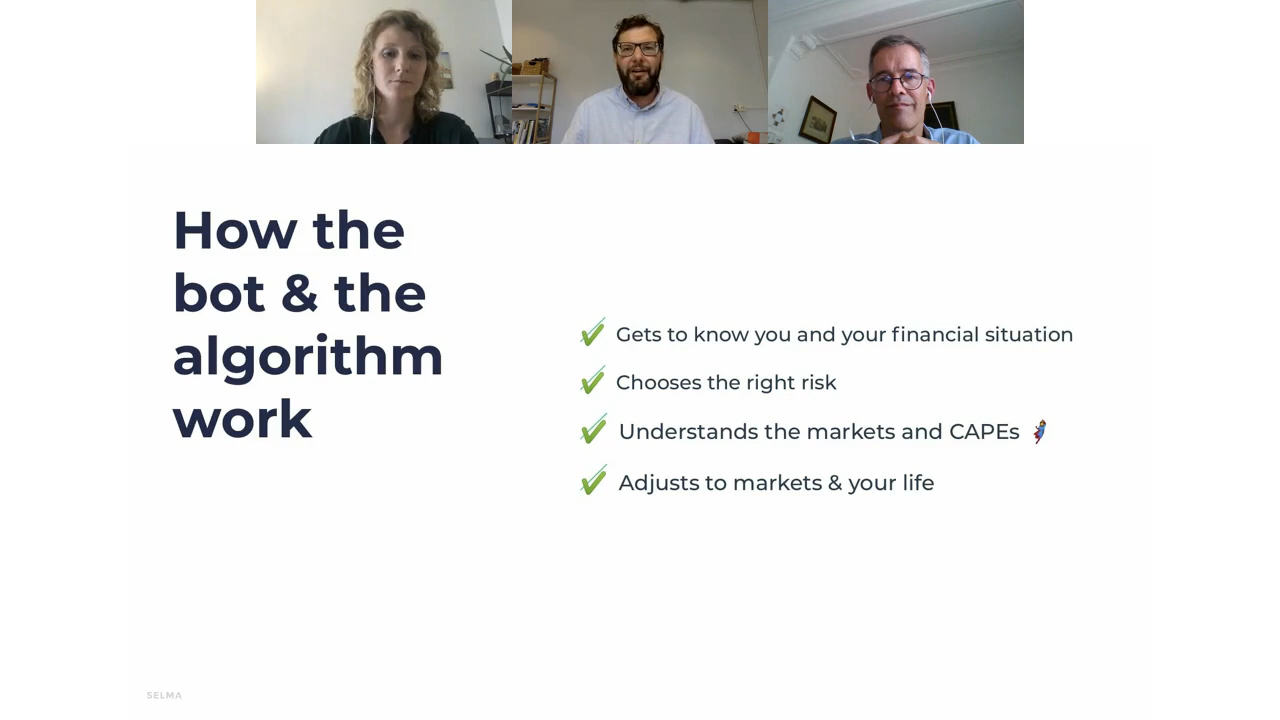 How the
bot & the
algorithm
work
Gets to know you and your financial situation
Chooses the right risk
Understands the markets and CAPEs
Adjusts to markets & your life
SELMA